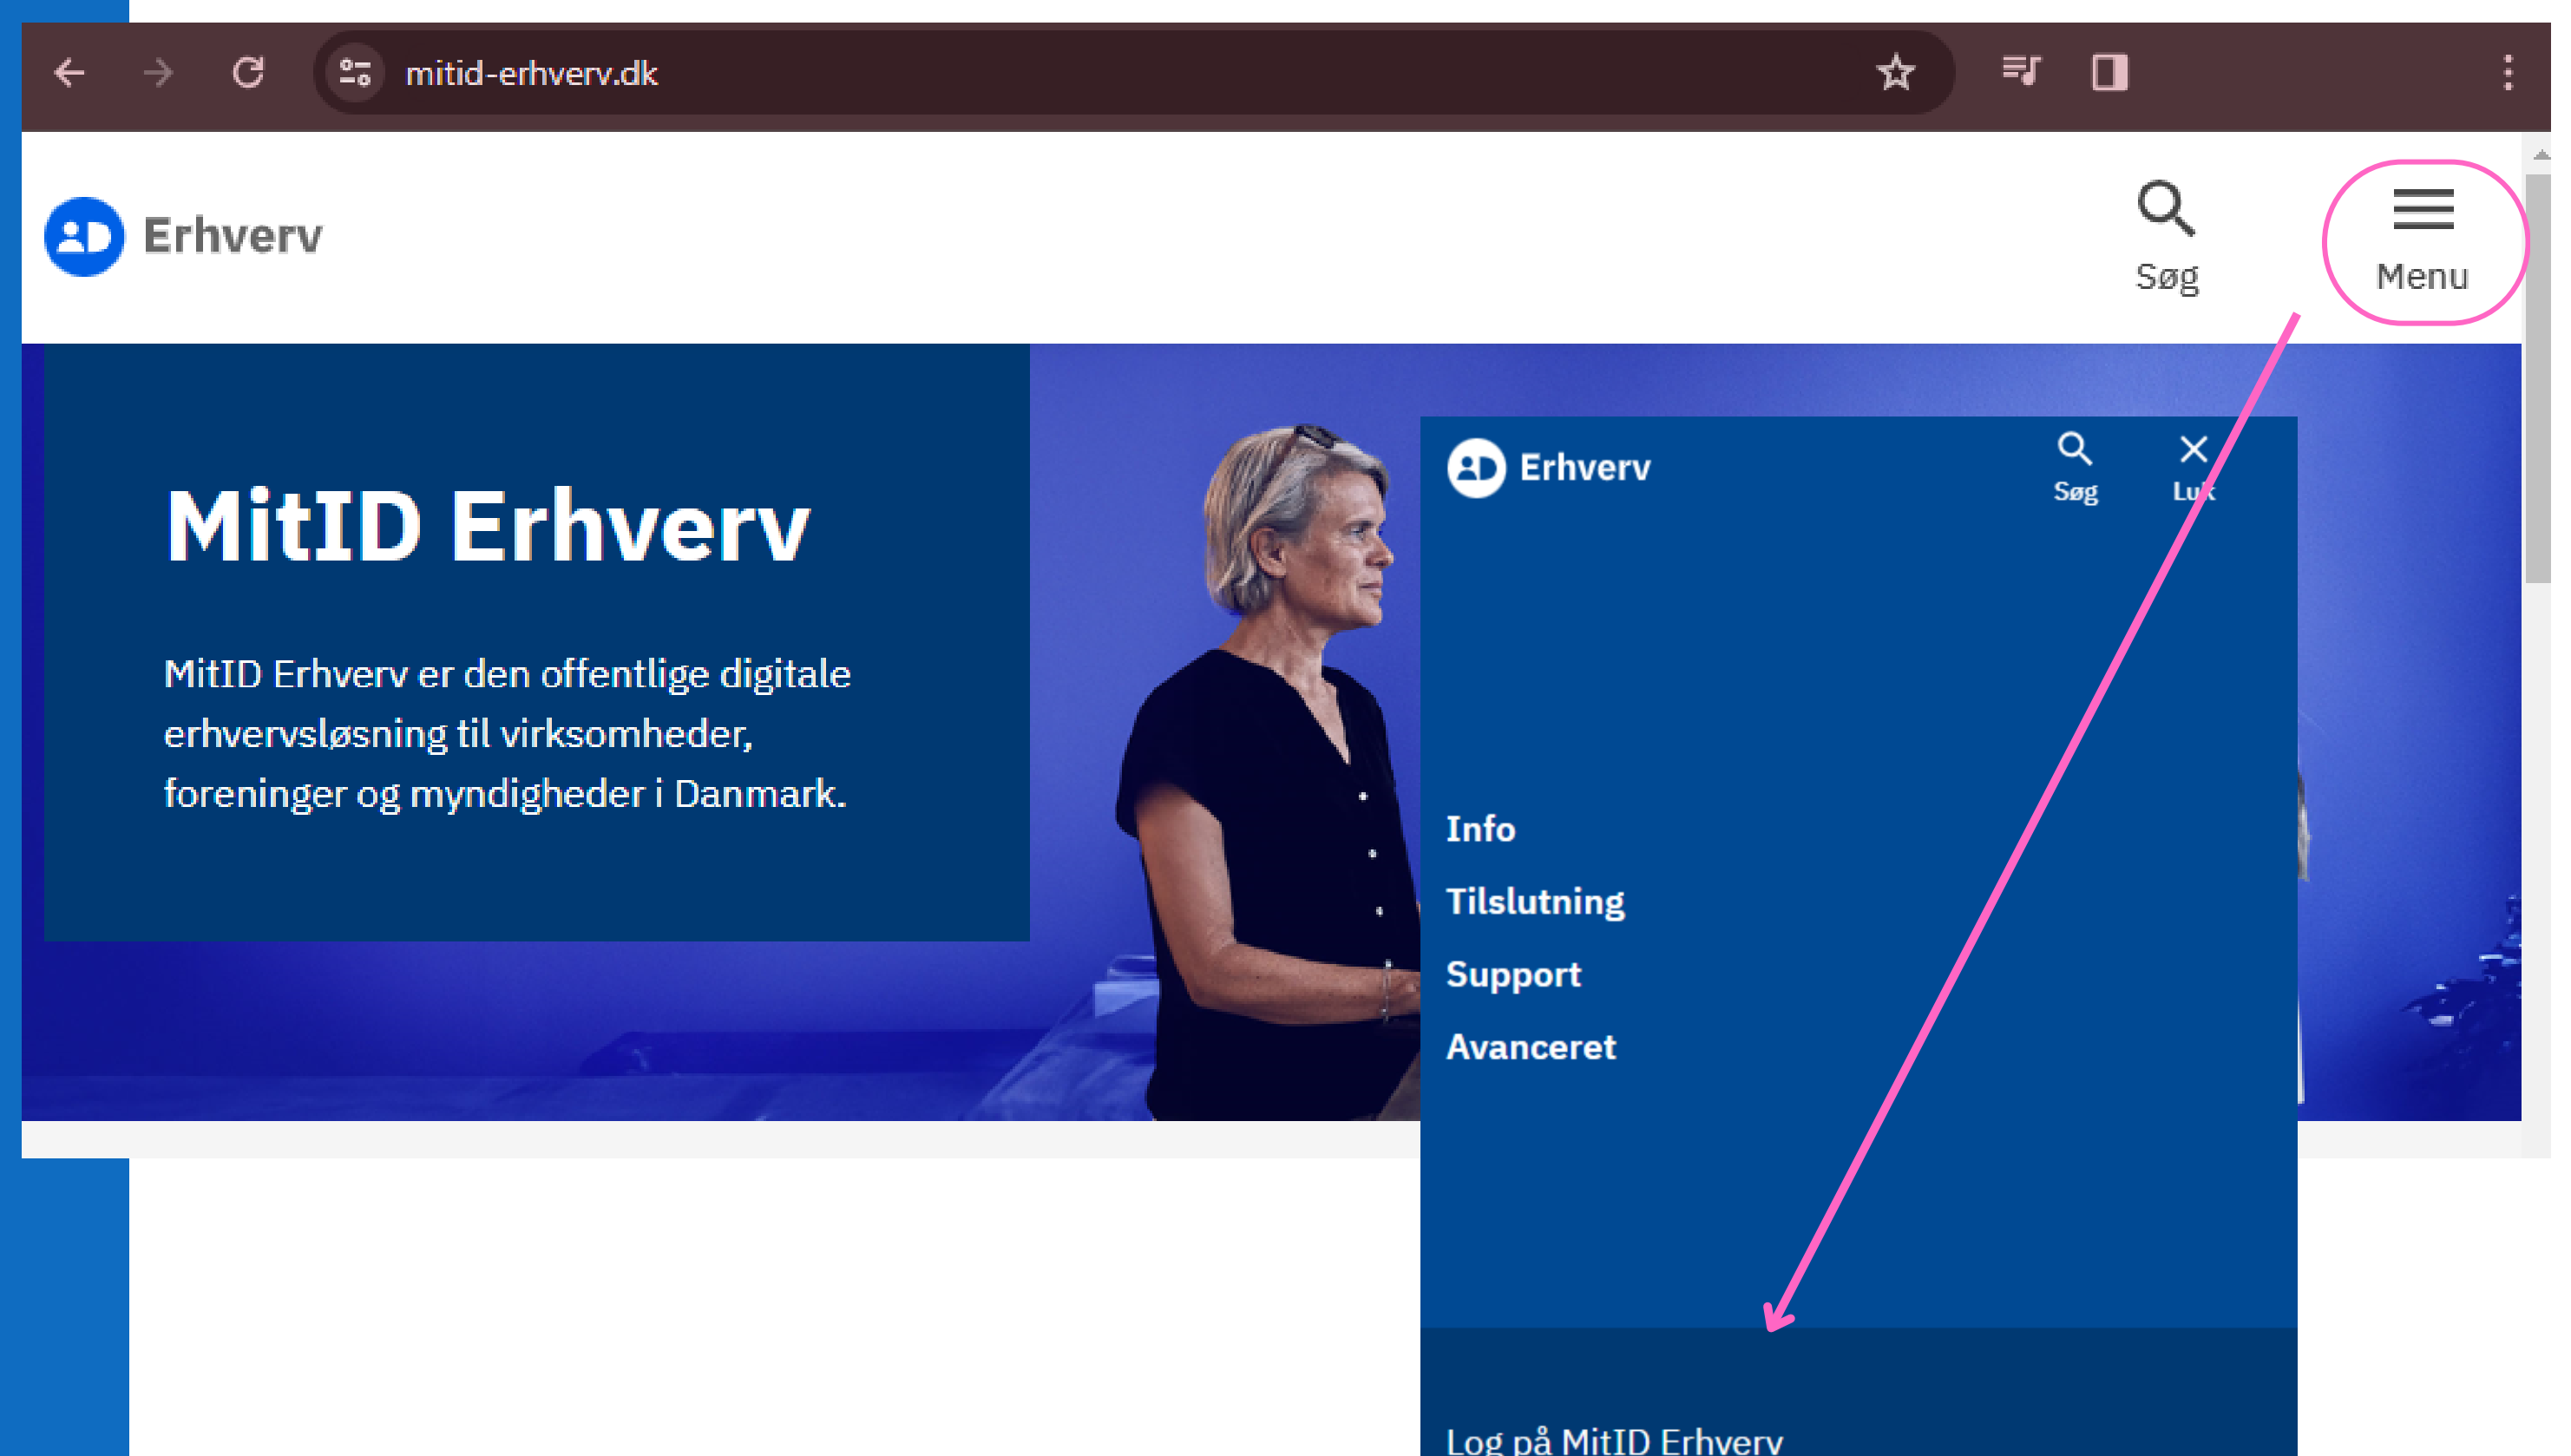 mitid-erhverv.dk
Erhverv
Søg
Menu
MitID Erhverv
MitID Erhverv er den offentlige digitale
erhvervsløsning til virksomheder,
foreninger og myndigheder i Danmark.
Erhverv
Søg
Luk
Info
Tilslutning
Support
Avanceret
Log på MitID Erhverv